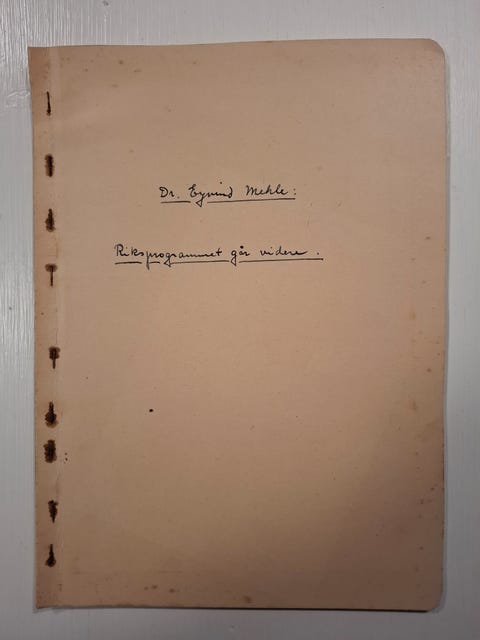 Dr. Eyvind Mehle:
Riksprogrammet går videre.